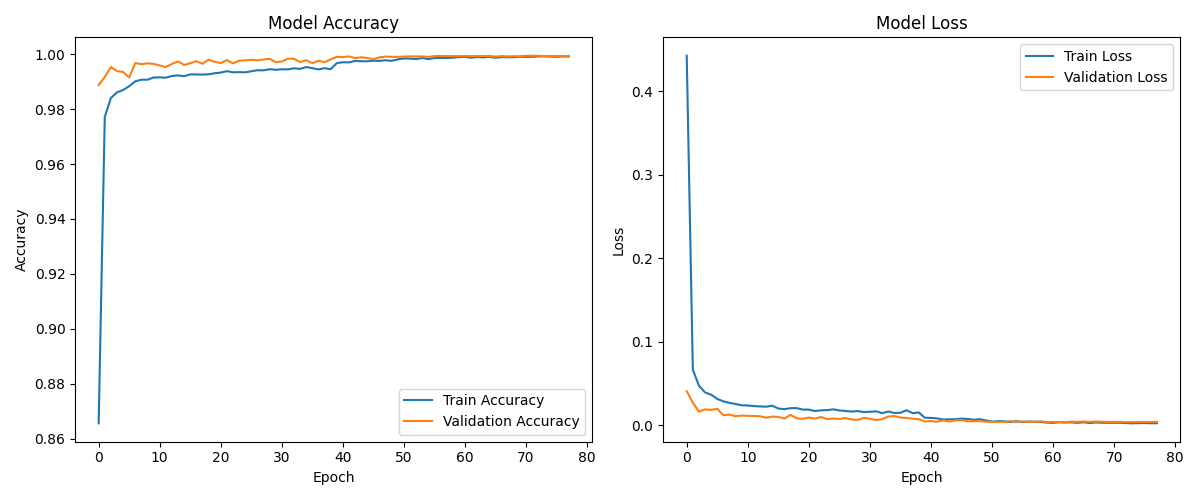 Model Accuracy
1.00
0.98
0.96
0.94
0.92
0.90
0.88
0.86
Accuracy
0 10 20 30 40 50 60 70 80
Epoch
Train Accuracy
Validation Accuracy
Model Loss
0.4
0.3
0.2
0.1
0.0
Loss
0 10 20 30 40 50 60 70 80
Epoch
Train Loss
Validation Loss